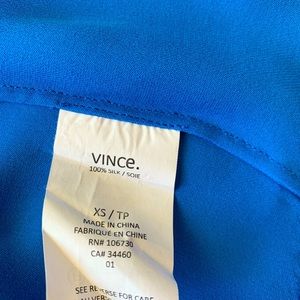 VINCE.
100% SILK / SOIE
XS / TP
MADE IN CHINA
FABRIQUÉ EN CHINE
RN# 106730
CA# 34460
01
SEE REVERSE FOR CARE